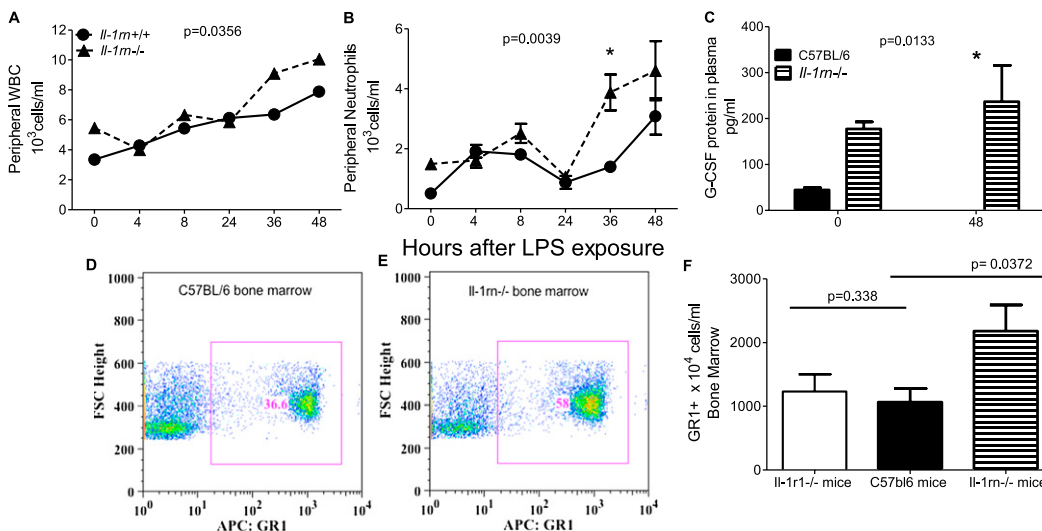 A
Il-1rn+/+
Il-1rn-/-
p=0.0356
Peripheral WBC
10³cells/ml
12
10
8
6
4
2
0
0 4 8 24 36 48
B
p=0.0039
*
Peripheral Neutrophils
10³cells/ml
6
4
2
0
0 4 8 24 36 48
C
C57BL/6
Il-1rn-/-
p=0.0133
*
G-CSF protein in plasma
pg/ml
400
300
200
100
0
0 48
Hours after LPS exposure
D
C57BL/6 bone marrow
36.6
FSC Height
1000
800
600
400
200
0
10⁰ 10¹ 10² 10³ 10⁴
APC: GR1
E
Il-1rn-/- bone marrow
58
FSC Height
1000
800
600
400
200
0
10⁰ 10¹ 10² 10³ 10⁴
APC: GR1
F
p= 0.0372
p=0.338
GR1+ x 10⁴ cells/ml
Bone Marrow
3000
2000
1000
0
Il-1r1-/- mice C57bl6 mice Il-1rn-/- mice